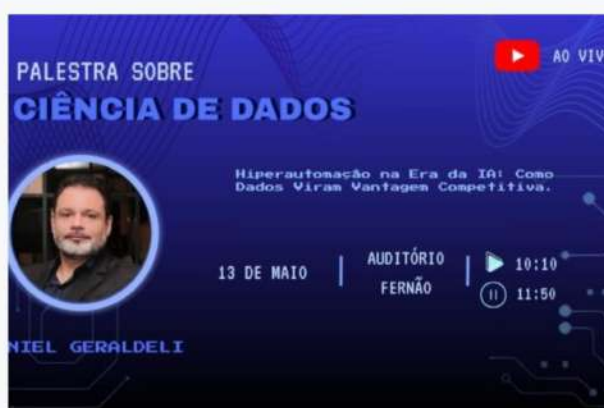 PALESTRA SOBRE
AO VIV
CIÊNCIA DE DADOS
Hiperautomação na Era da IA: Como
Dados Viram Vantagem Competitiva.
13 DE MAIO
AUDITÓRIO
FERNÃO
10:10
11:50
NIEL GERALDELI